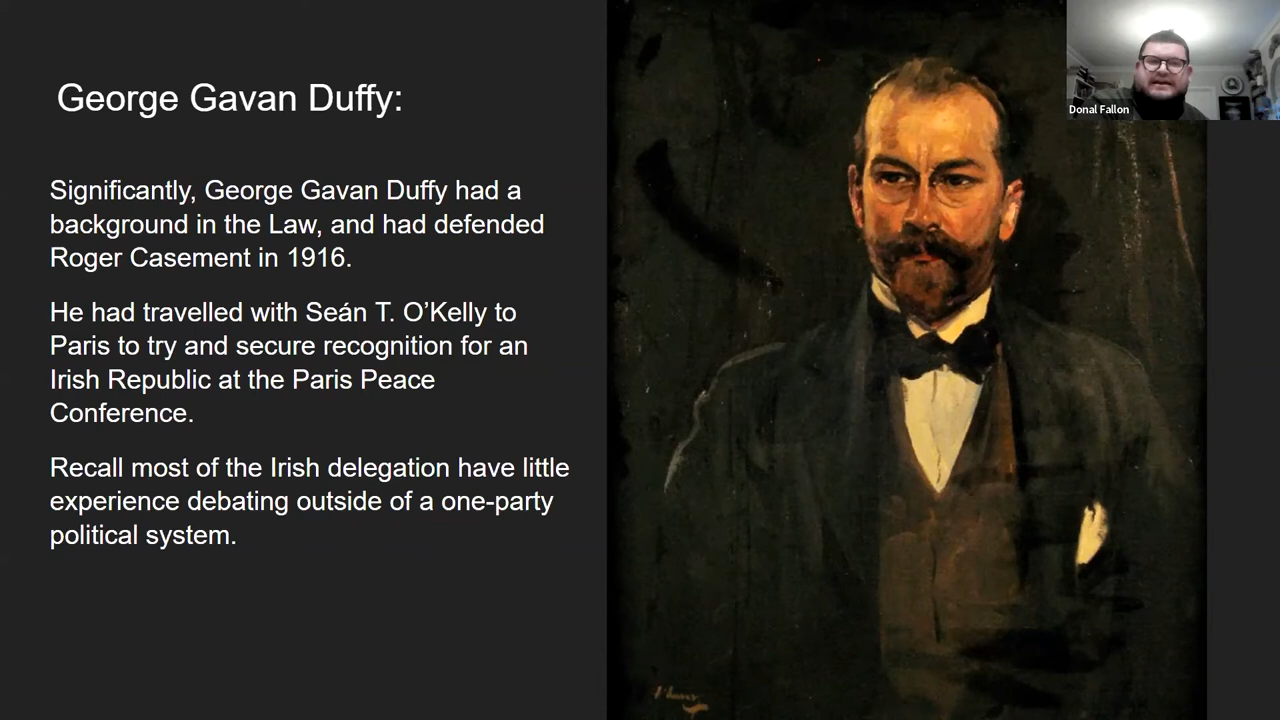 George Gavan Duffy:
Significantly, George Gavan Duffy had a
background in the Law, and had defended
Roger Casement in 1916.
He had travelled with Seán T. O’Kelly to
Paris to try and secure recognition for an
Irish Republic at the Paris Peace
Conference.
Recall most of the Irish delegation have little
experience debating outside of a one-party
political system.
Donal Fallon